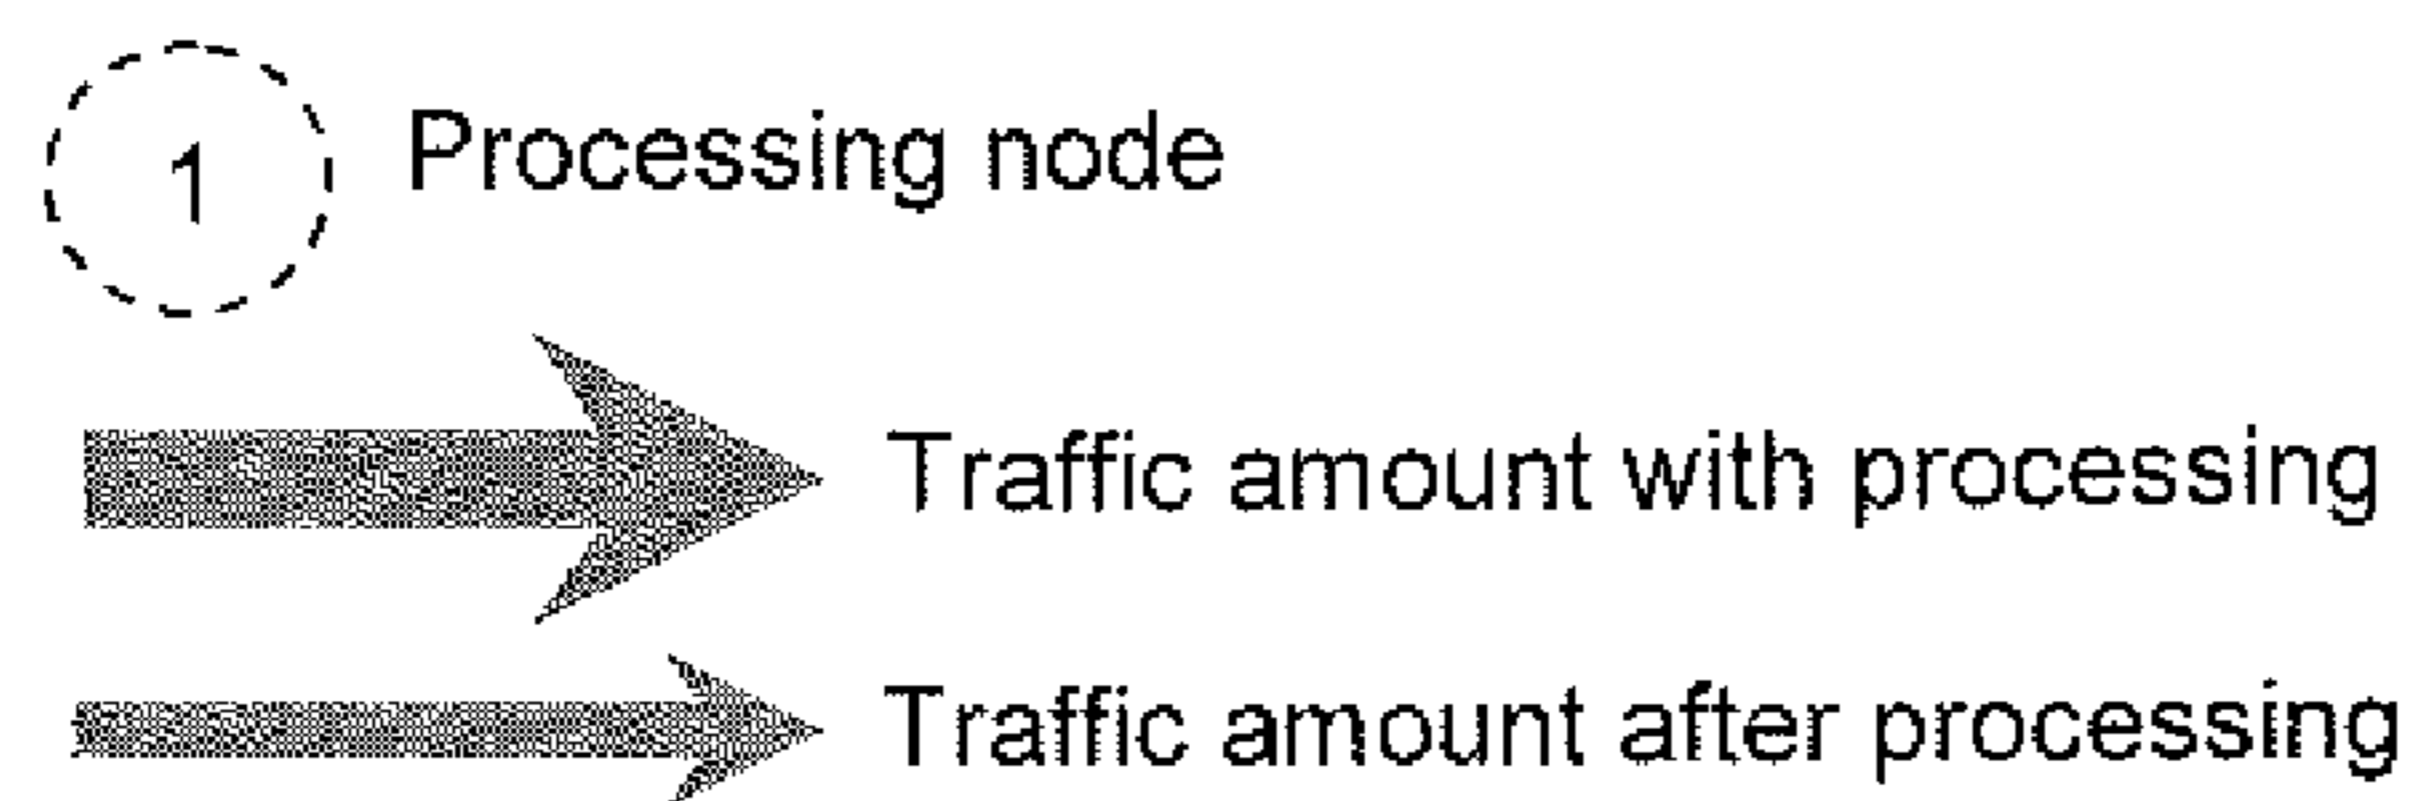 1 Processing node
Traffic amount with processing
Traffic amount after processing